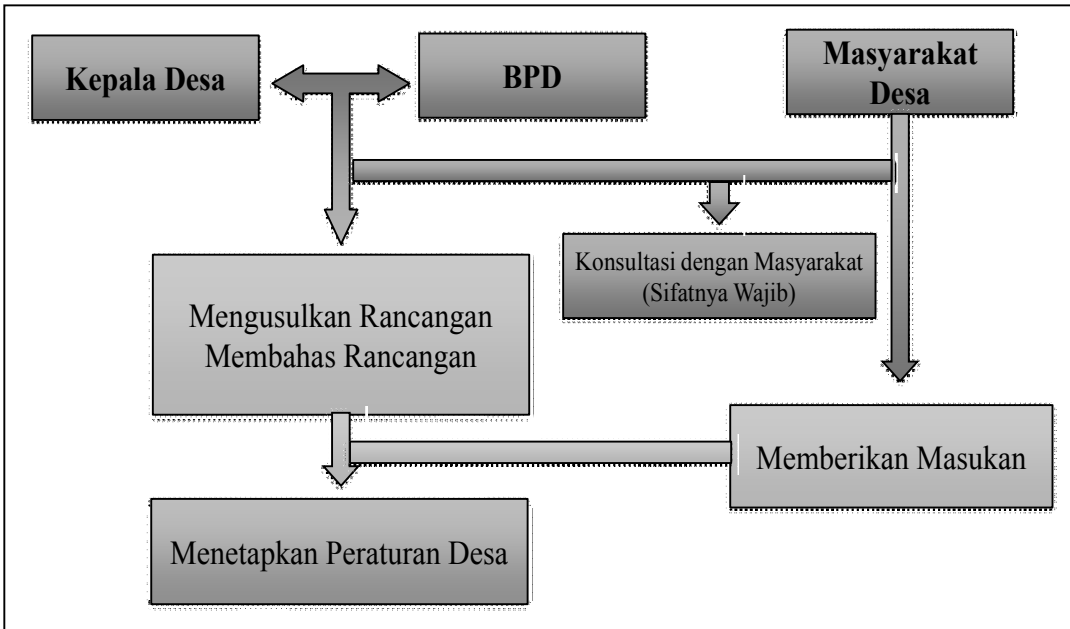 Kepala Desa
BPD
Masyarakat
Desa
Konsultasi dengan Masyarakat
(Sifatnya Wajib)
Mengusulkan Rancangan
Membahas Rancangan
Memberikan Masukan
Menetapkan Peraturan Desa